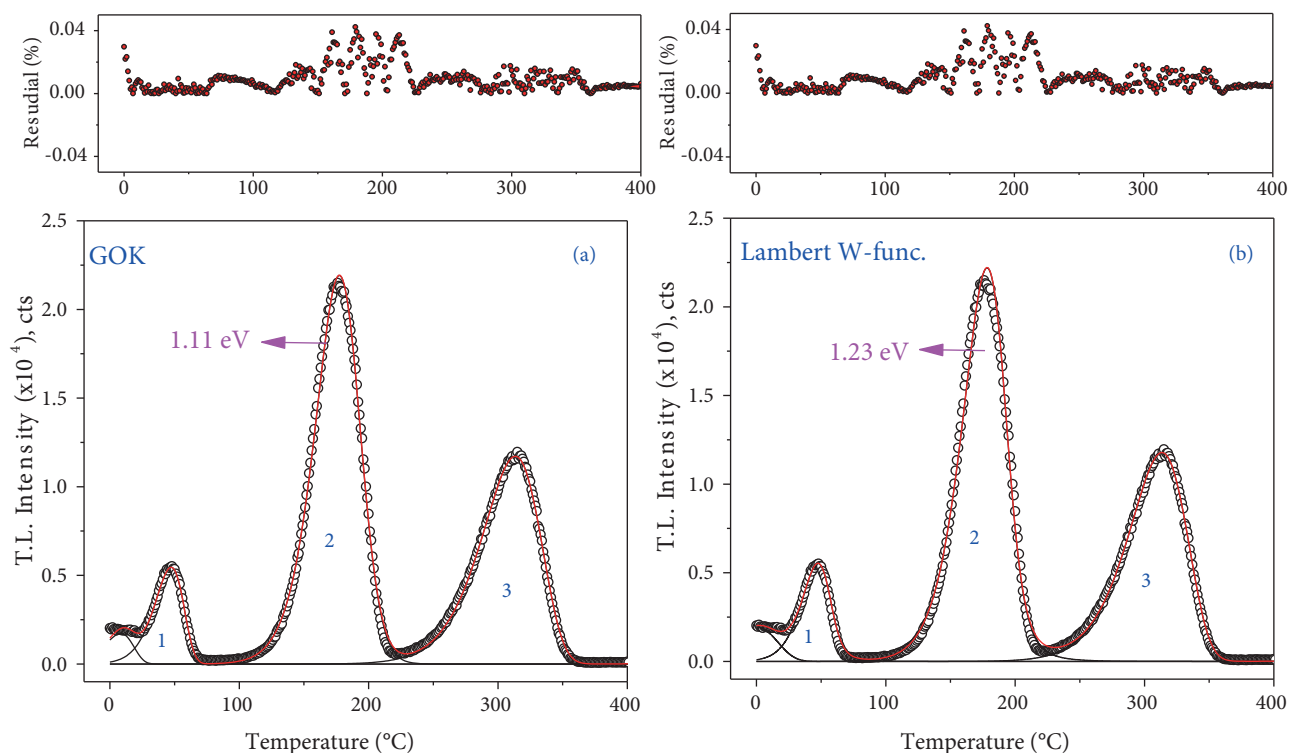 0.04
0.00
-0.04
Resudial (%)
0 100 200 300 400
0.04
0.00
-0.04
Resudial (%)
0 100 200 300 400
GOK
(a)
1.11 eV
1
2
3
2.5
2.0
1.5
1.0
0.5
0.0
T.L. Intensity (x10⁴), cts
0 100 200 300 400
Temperature (°C)
Lambert W-func.
(b)
1.23 eV
1
2
3
2.5
2.0
1.5
1.0
0.5
0.0
T.L. Intensity (x10⁴), cts
0 100 200 300 400
Temperature (°C)